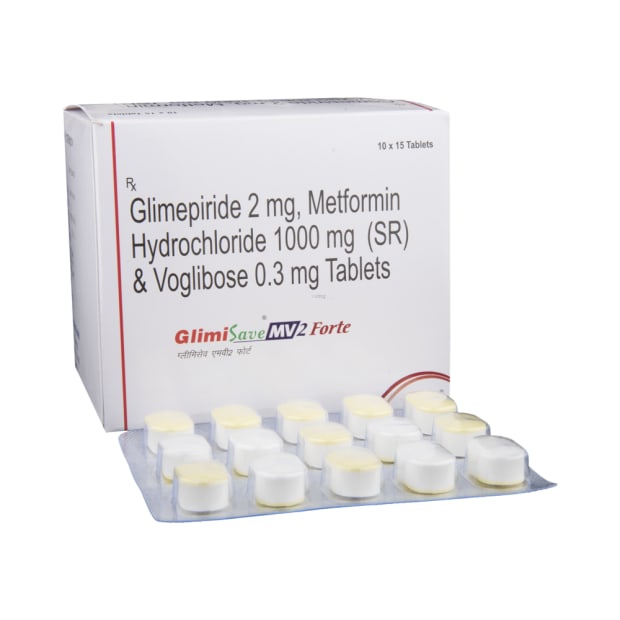 10 x 15 Tablets
Rx
Glimepiride 2 mg, Metformin
Hydrochloride 1000 mg (SR)
& Voglibose 0.3 mg Tablets
GlimiSave® MV2 Forte
ग्लीमिसेव एमवी2 फोर्ट